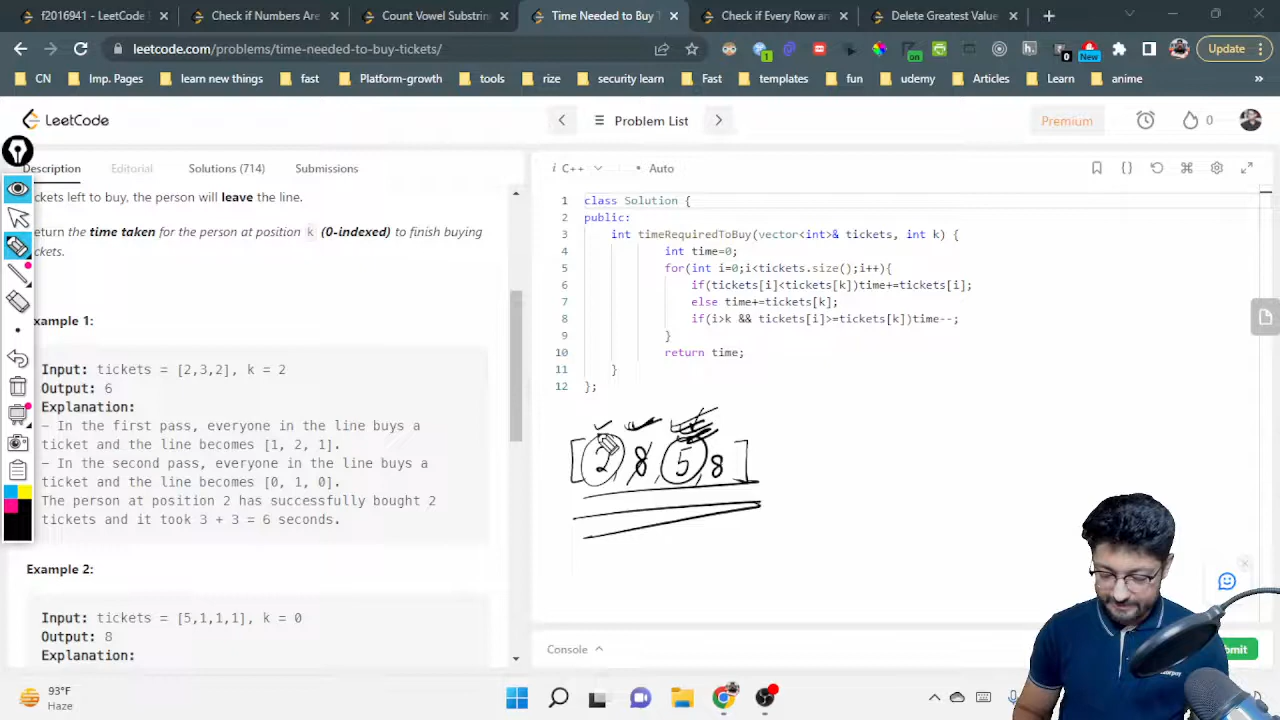 f2016941 - LeetCode
Check if Numbers Are
Count Vowel Substring
Time Needed to Buy T
Check if Every Row an
Delete Greatest Value
leetcode.com/problems/time-needed-to-buy-tickets/
Update
CN
Imp. Pages
learn new things
fast
Platform-growth
tools
rize
security learn
Fast
templates
fun
udemy
Articles
Learn
anime
»
1
on
0
New
LeetCode
Problem List
Premium
0
Description
Editorial
Solutions (714)
Submissions
i C++
• Auto
ckets left to buy, the person will leave the line.
eturn the time taken for the person at position k (0-indexed) to finish buying
ckets.
xample 1:
Input: tickets = [2,3,2], k = 2
Output: 6
Explanation:
- In the first pass, everyone in the line buys a
ticket and the line becomes [1, 2, 1].
- In the second pass, everyone in the line buys a
ticket and the line becomes [0, 1, 0].
The person at position 2 has successfully bought 2
tickets and it took 3 + 3 = 6 seconds.
Example 2:
Input: tickets = [5,1,1,1], k = 0
Output: 8
Explanation:
1 class Solution {
2 public:
3 int timeRequiredToBuy(vector<int>& tickets, int k) {
4 int time=0;
5 for(int i=0;i<tickets.size();i++){
6 if(tickets[i]<tickets[k])time+=tickets[i];
7 else time+=tickets[k];
8 if(i>k && tickets[i]>=tickets[k])time--;
9 }
10 return time;
11 }
12 };
[2, 8, 5, 8]
Console
mit
93°F
Haze